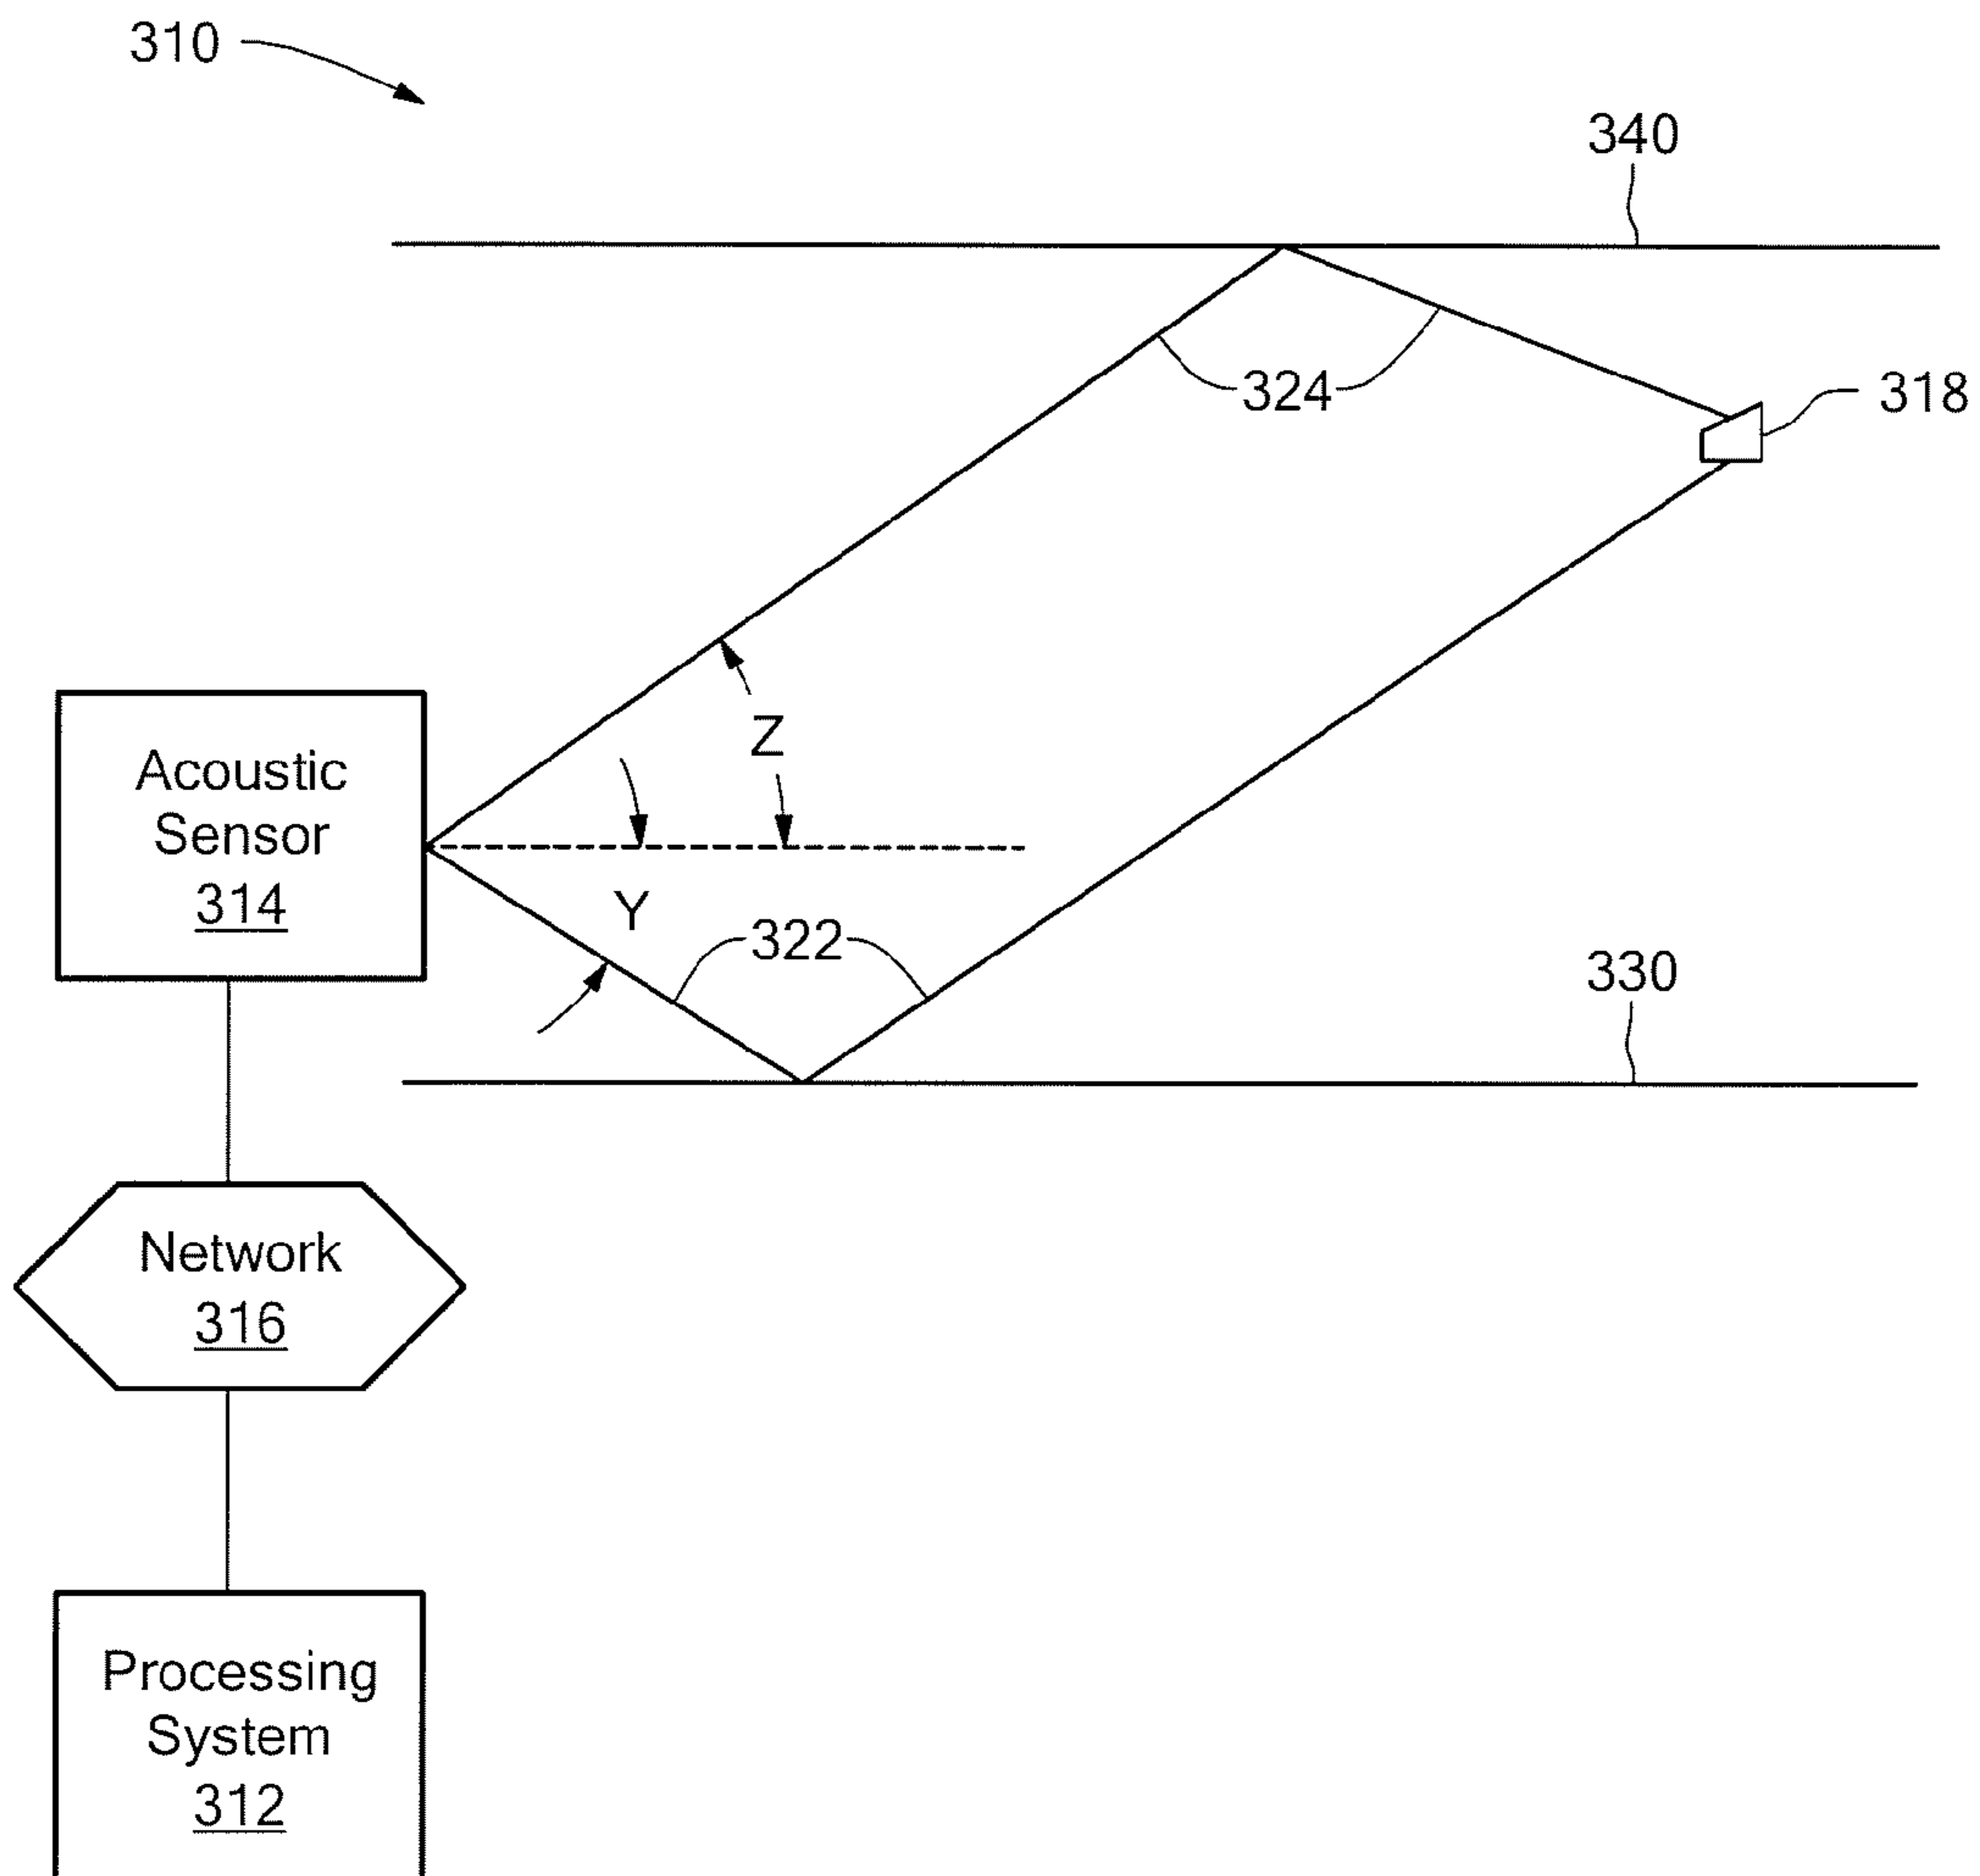 310
340
324
318
Z
Acoustic
Sensor
314
Y
322
330
Network
316
Processing
System
312